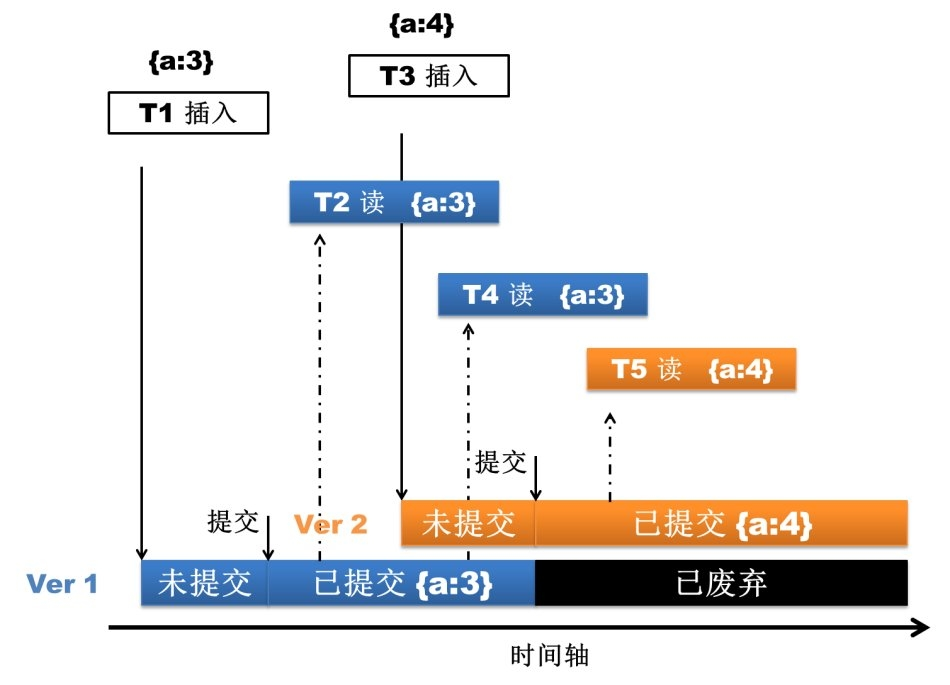 {a:4}
{a:3}
T3 插入
T1 插入
T2 读 {a:3}
T4 读 {a:3}
T5 读 {a:4}
提交
提交
Ver 2
未提交
已提交 {a:4}
Ver 1
未提交
已提交 {a:3}
已废弃
时间轴